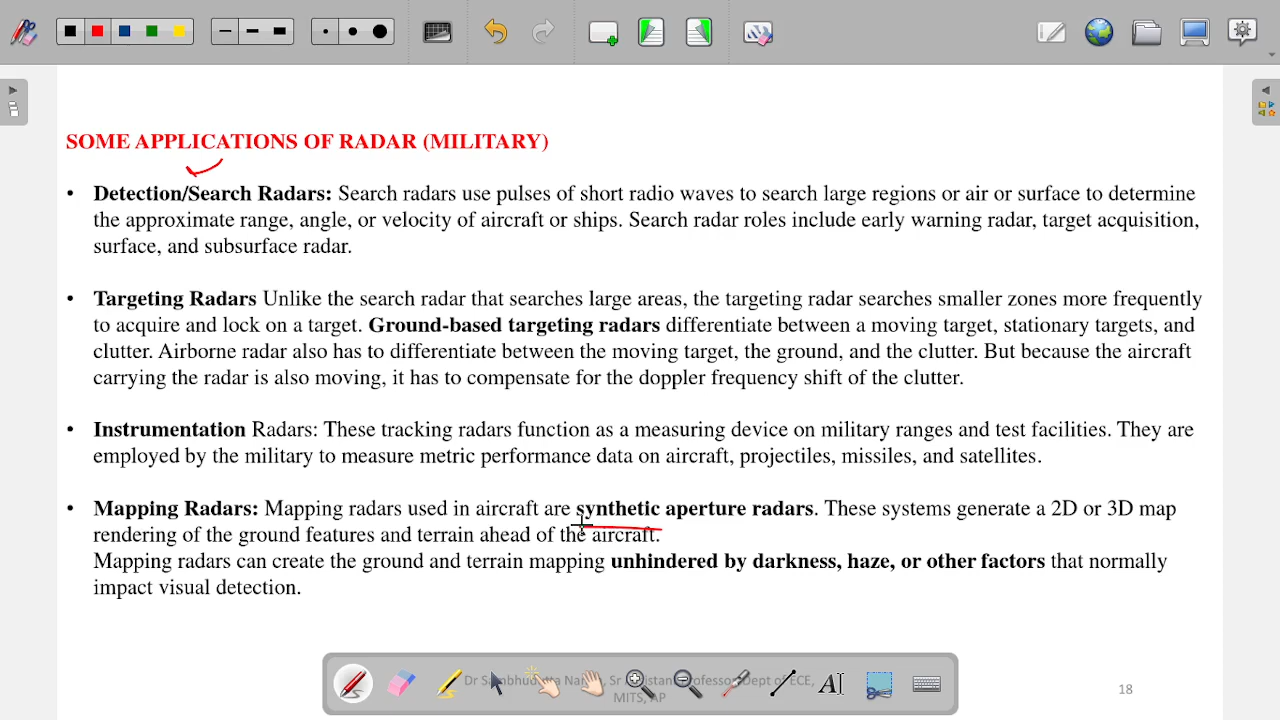 SOME APPLICATIONS OF RADAR (MILITARY)
• Detection/Search Radars: Search radars use pulses of short radio waves to search large regions or air or surface to determine
the approximate range, angle, or velocity of aircraft or ships. Search radar roles include early warning radar, target acquisition,
surface, and subsurface radar.
• Targeting Radars Unlike the search radar that searches large areas, the targeting radar searches smaller zones more frequently
to acquire and lock on a target. Ground-based targeting radars differentiate between a moving target, stationary targets, and
clutter. Airborne radar also has to differentiate between the moving target, the ground, and the clutter. But because the aircraft
carrying the radar is also moving, it has to compensate for the doppler frequency shift of the clutter.
• Instrumentation Radars: These tracking radars function as a measuring device on military ranges and test facilities. They are
employed by the military to measure metric performance data on aircraft, projectiles, missiles, and satellites.
• Mapping Radars: Mapping radars used in aircraft are synthetic aperture radars. These systems generate a 2D or 3D map
rendering of the ground features and terrain ahead of the aircraft.
Mapping radars can create the ground and terrain mapping unhindered by darkness, haze, or other factors that normally
impact visual detection.
Dept of ECE,
MITS, AP
18